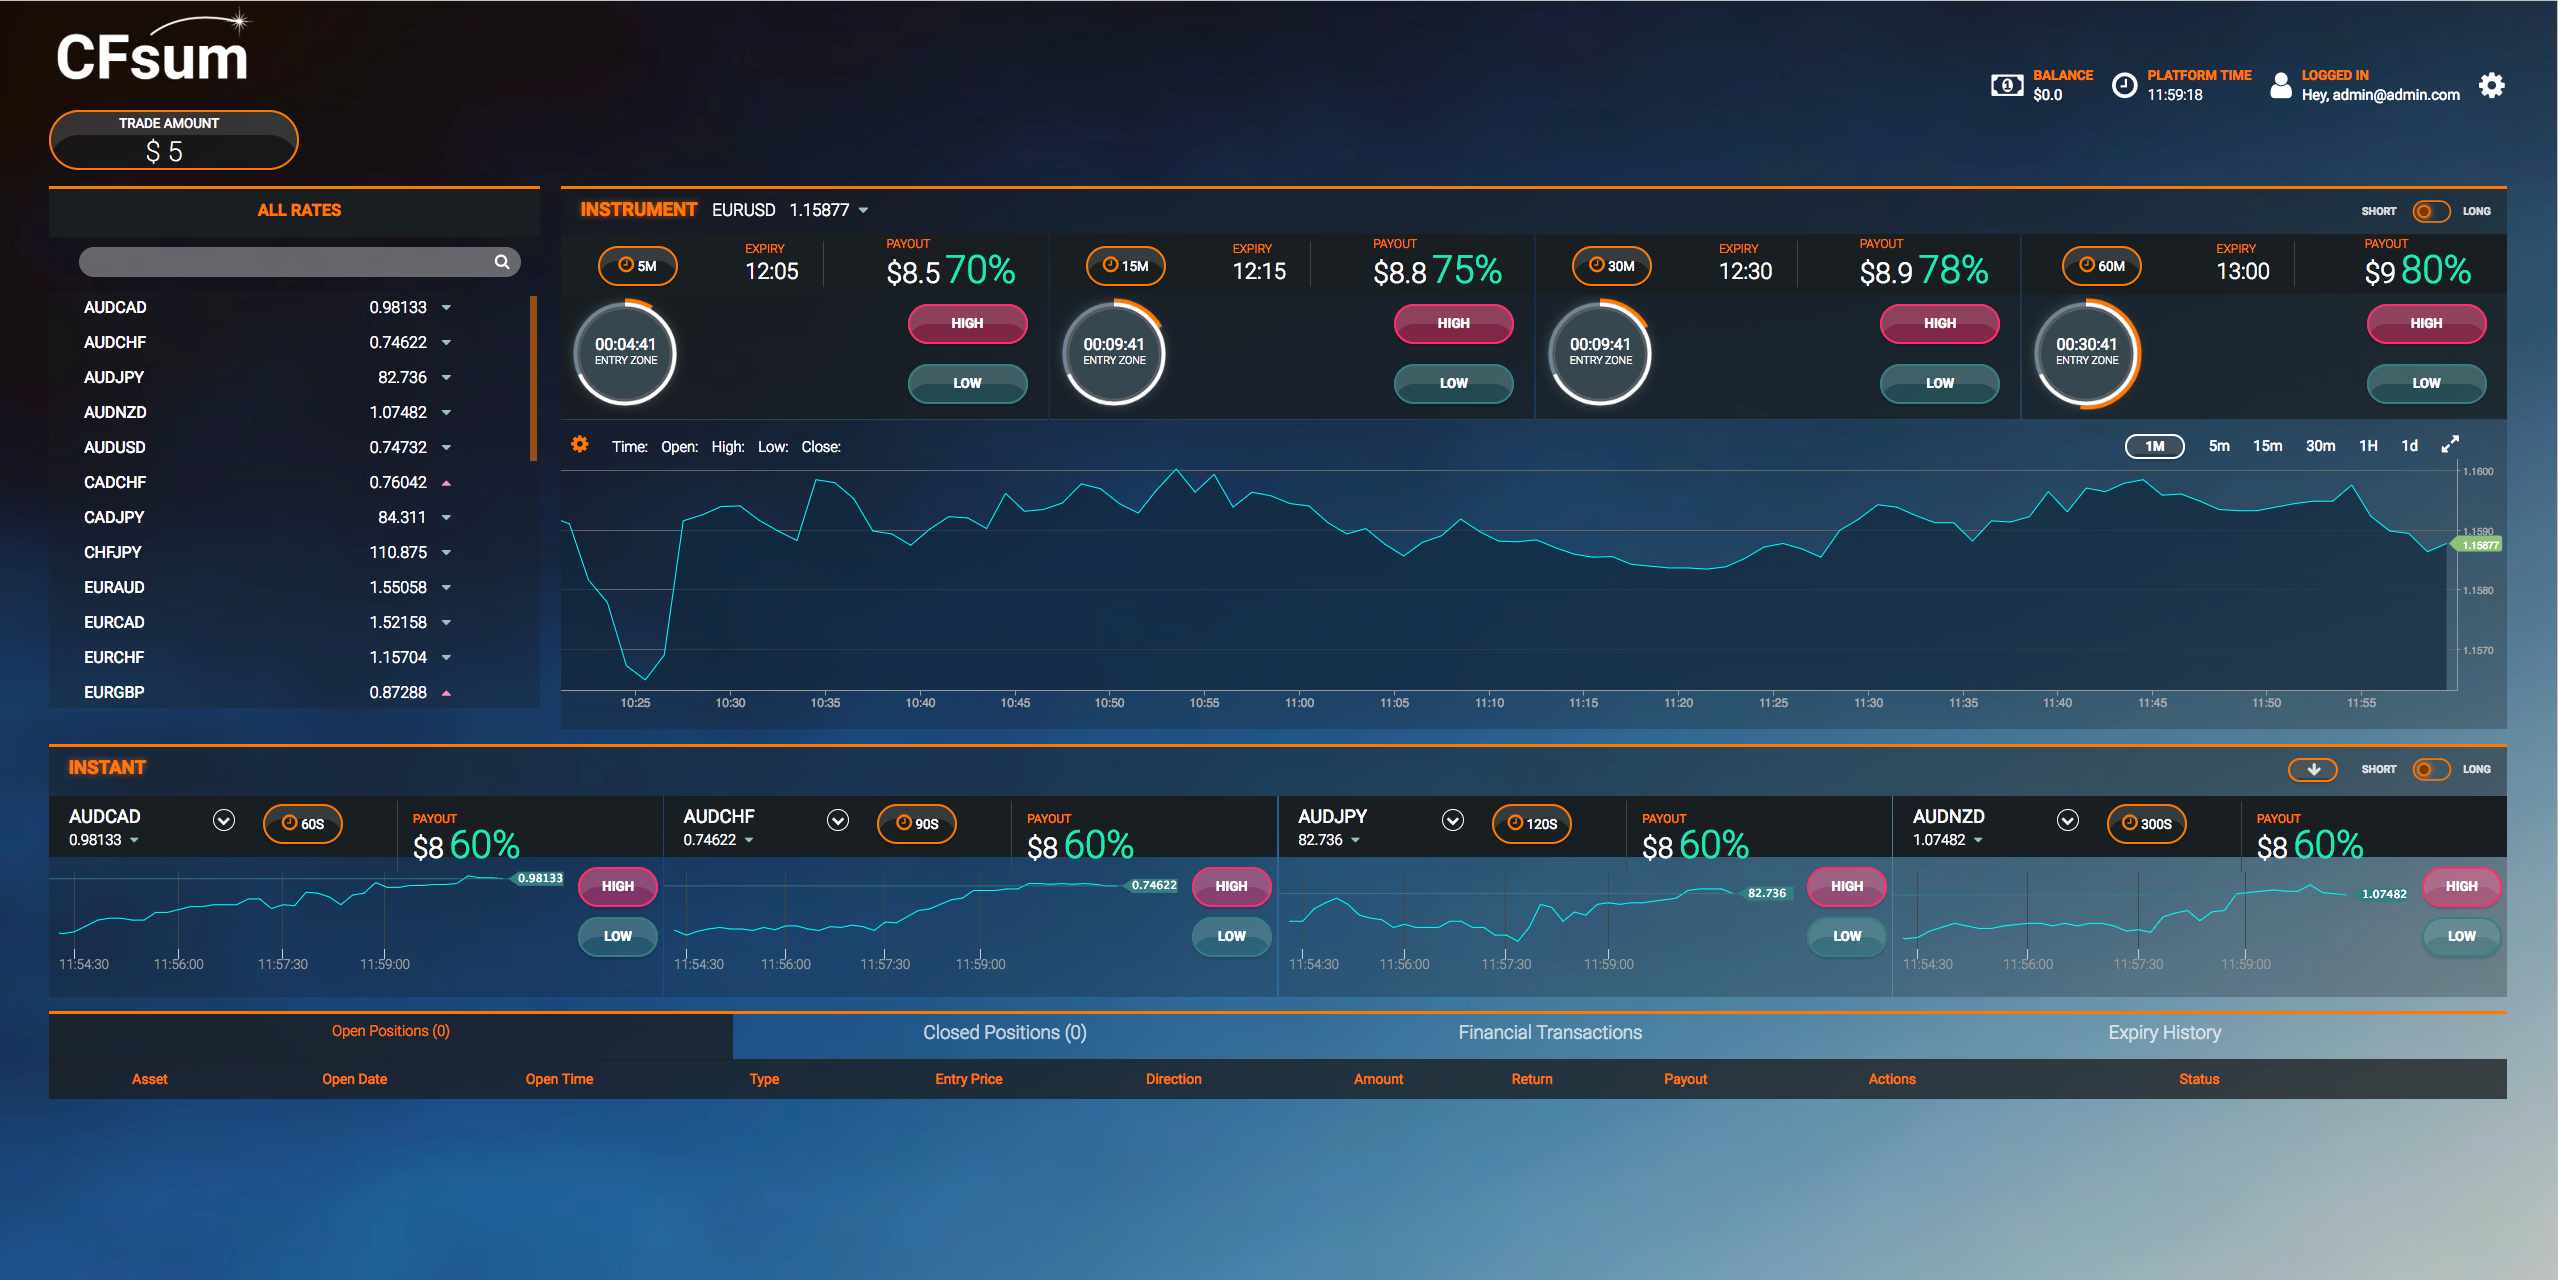 CFsum
BALANCE
$0.0
PLATFORM TIME
11:59:18
LOGGED IN
Hey, admin@admin.com
TRADE AMOUNT
$ 5
ALL RATES
AUDCAD 0.98133
AUDCHF 0.74622
AUDJPY 82.736
AUDNZD 1.07482
AUDUSD 0.74732
CADCHF 0.76042
CADJPY 84.311
CHFJPY 110.875
EURAUD 1.55058
EURCAD 1.52158
EURCHF 1.15704
EURGBP 0.87288
INSTRUMENT EURUSD 1.15877
SHORT LONG
5M
EXPIRY
12:05
PAYOUT
$8.5 70%
00:04:41
ENTRY ZONE
HIGH
LOW
15M
EXPIRY
12:15
PAYOUT
$8.8 75%
00:09:41
ENTRY ZONE
HIGH
LOW
30M
EXPIRY
12:30
PAYOUT
$8.9 78%
00:09:41
ENTRY ZONE
HIGH
LOW
60M
EXPIRY
13:00
PAYOUT
$9 80%
00:30:41
ENTRY ZONE
HIGH
LOW
Time: Open: High: Low: Close:
1M 5m 15m 30m 1H 1d
1.1600
1.1590
1.15877
1.1580
1.1570
10:25 10:30 10:35 10:40 10:45 10:50 10:55 11:00 11:05 11:10 11:15 11:20 11:25 11:30 11:35 11:40 11:45 11:50 11:55
INSTANT
SHORT LONG
AUDCAD
0.98133
60S
PAYOUT
$8 60%
0.98133
HIGH
LOW
11:54:30 11:56:00 11:57:30 11:59:00
AUDCHF
0.74622
90S
PAYOUT
$8 60%
0.74622
HIGH
LOW
11:54:30 11:56:00 11:57:30 11:59:00
AUDJPY
82.736
120S
PAYOUT
$8 60%
82.736
HIGH
LOW
11:54:30 11:56:00 11:57:30 11:59:00
AUDNZD
1.07482
300S
PAYOUT
$8 60%
1.07482
HIGH
LOW
11:54:30 11:56:00 11:57:30 11:59:00
Open Positions (0) Closed Positions (0) Financial Transactions Expiry History
Asset Open Date Open Time Type Entry Price Direction Amount Return Payout Actions Status